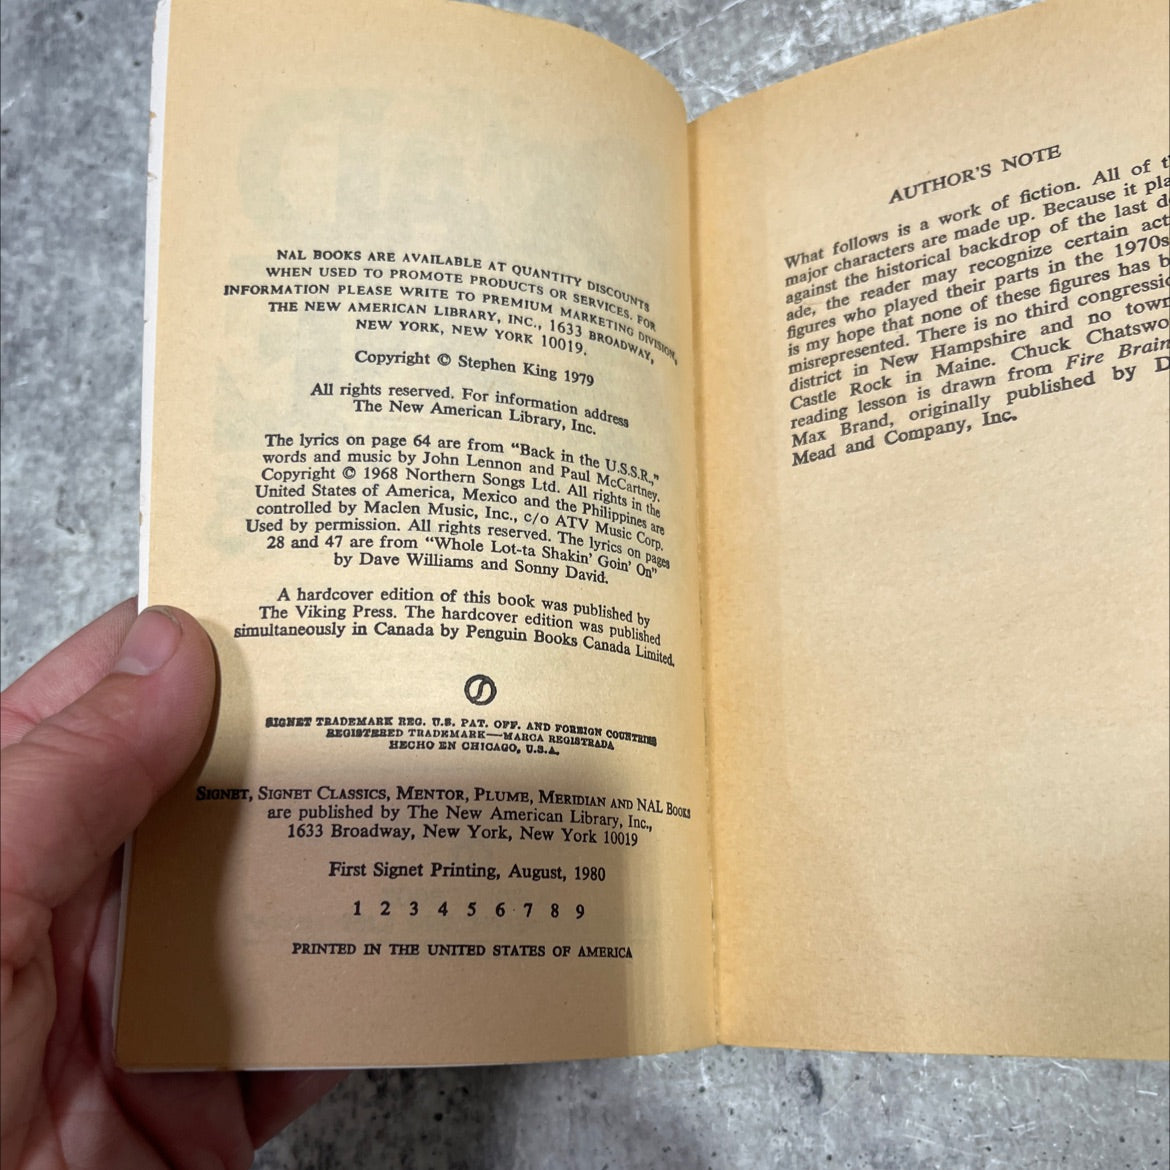 NAL BOOKS ARE AVAILABLE AT QUANTITY DISCOUNTS
WHEN USED TO PROMOTE PRODUCTS OR SERVICES. FOR
INFORMATION PLEASE WRITE TO PREMIUM MARKETING DIVISION,
THE NEW AMERICAN LIBRARY, INC., 1633 BROADWAY,
NEW YORK, NEW YORK 10019.
Copyright © Stephen King 1979
All rights reserved. For information address
The New American Library, Inc.
The lyrics on page 64 are from "Back in the U.S.S.R.,"
words and music by John Lennon and Paul McCartney.
Copyright © 1968 Northern Songs Ltd. All rights in the
United States of America, Mexico and the Philippines are
controlled by Maclen Music, Inc., c/o ATV Music Corp.
Used by permission. All rights reserved. The lyrics on pages
28 and 47 are from "Whole Lot-ta Shakin' Goin' On"
by Dave Williams and Sonny David.
A hardcover edition of this book was published by
The Viking Press. The hardcover edition was published
simultaneously in Canada by Penguin Books Canada Limited.
SIGNET TRADEMARK REG. U.S. PAT. OFF. AND FOREIGN COUNTRIES
REGISTERED TRADEMARK—MARCA REGISTRADA
HECHO EN CHICAGO, U.S.A.
SIGNET, SIGNET CLASSICS, MENTOR, PLUME, MERIDIAN AND NAL BOOKS
are published by The New American Library, Inc.,
1633 Broadway, New York, New York 10019
First Signet Printing, August, 1980
1 2 3 4 5 6 7 8 9
PRINTED IN THE UNITED STATES OF AMERICA
AUTHOR'S NOTE
What follows is a work of fiction. All of
major characters are made up. Because it
against the historical backdrop of the last
ade, the reader may recognize certain
figures who played their parts in the 1970s
is my hope that none of these figures has
misrepresented. There is no third
district in New Hampshire and no town
Castle Rock in Maine. Chuck
reading lesson is drawn from Fire Brain
Max Brand, originally published by
Mead and Company, Inc.